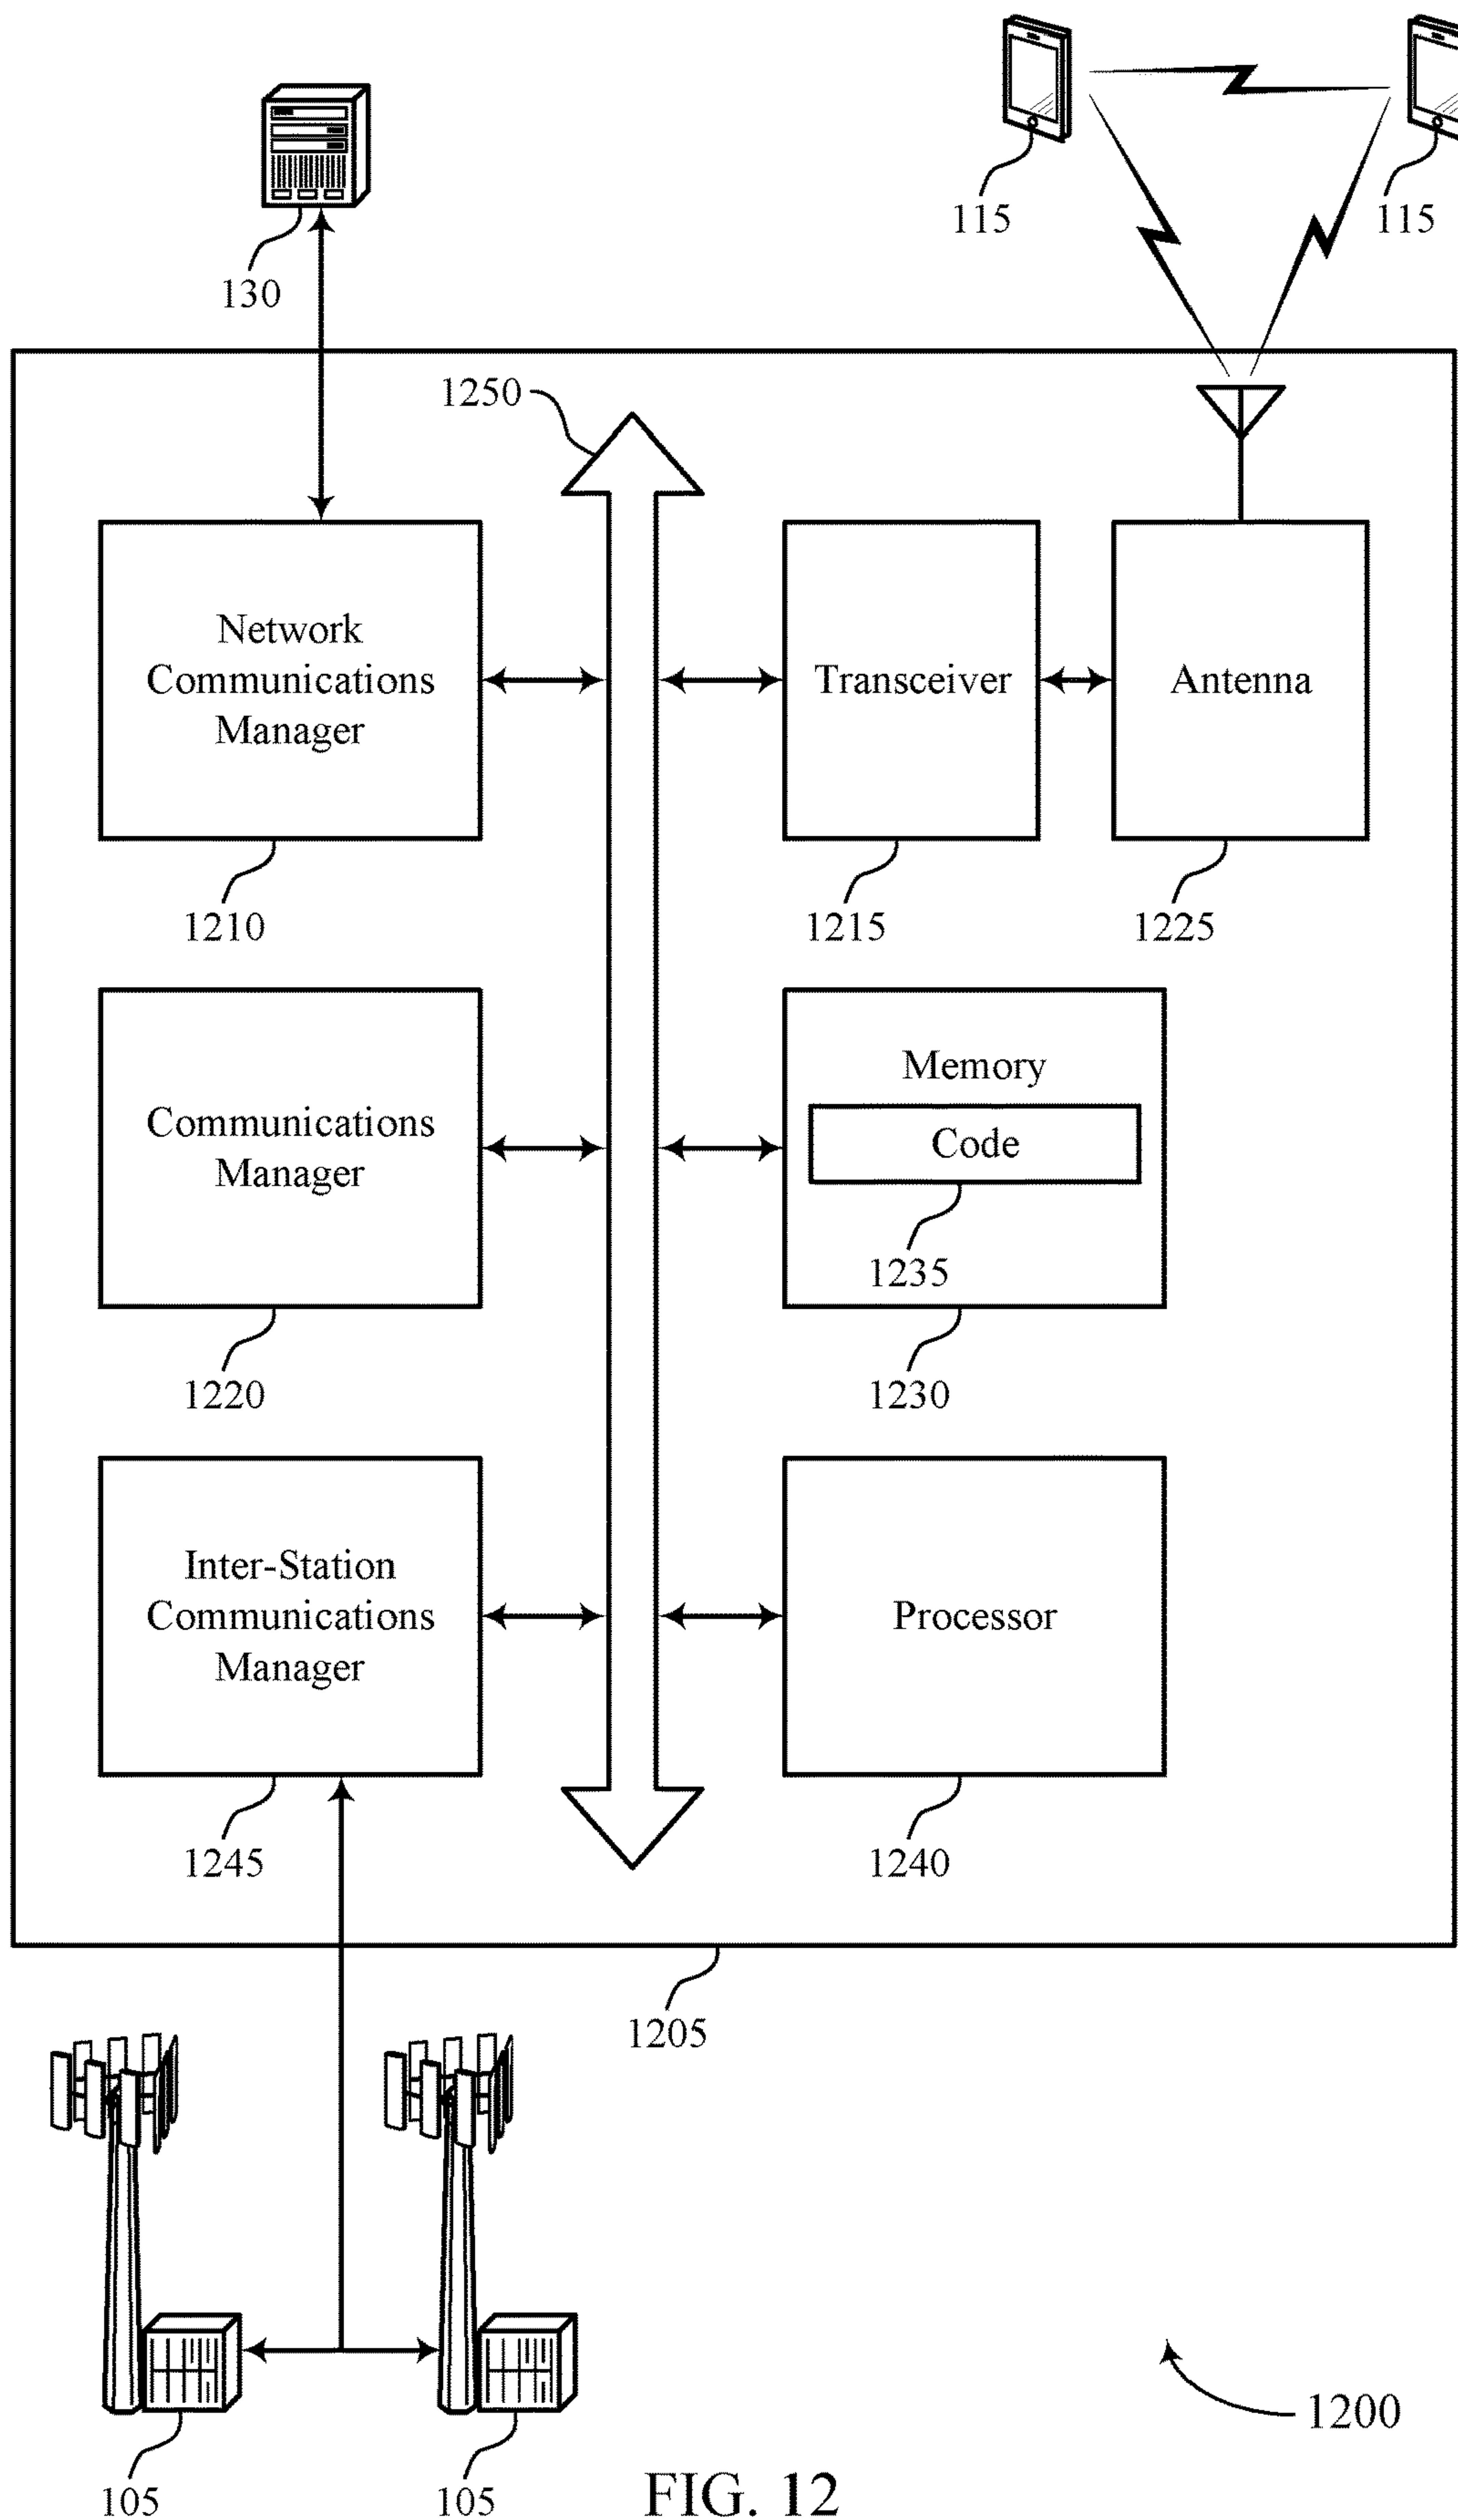 115
115
130
1250
Network
Communications
Manager
Transceiver
Antenna
1210
1215
1225
Communications
Manager
Memory
Code
1235
1220
1230
Inter-Station
Communications
Manager
Processor
1245
1240
1205
1200
105
105
FIG. 12